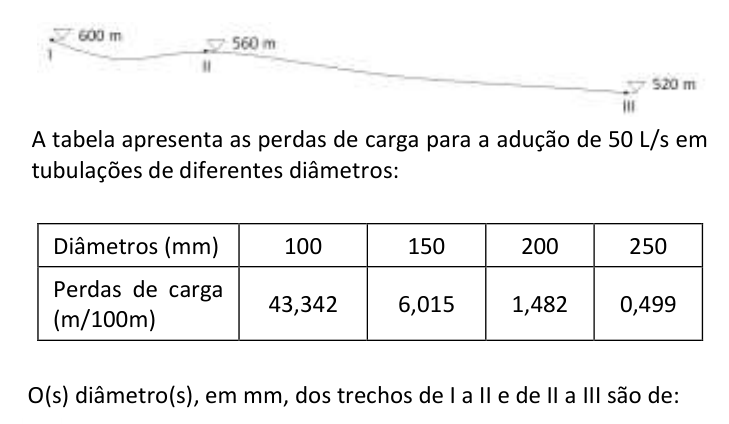 600 m
I
560 m
II
520 m
III
A tabela apresenta as perdas de carga para a adução de 50 L/s em
tubulações de diferentes diâmetros:
Diâmetros (mm) 100 150 200 250
Perdas de carga
(m/100m) 43,342 6,015 1,482 0,499
O(s) diâmetro(s), em mm, dos trechos de I a II e de II a III são de: